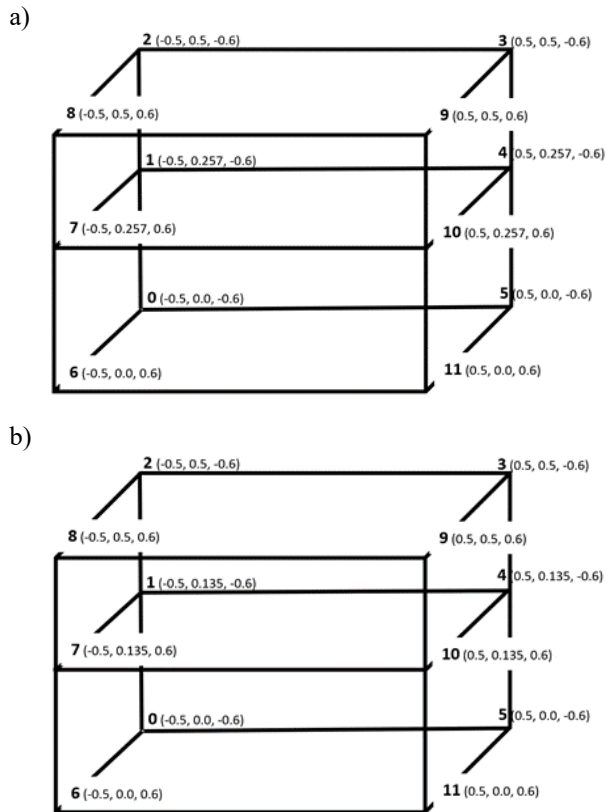 a)
2 (-0.5, 0.5, -0.6)
3 (0.5, 0.5, -0.6)
8 (-0.5, 0.5, 0.6)
9 (0.5, 0.5, 0.6)
1 (-0.5, 0.257, -0.6)
4 (0.5, 0.257, -0.6)
7 (-0.5, 0.257, 0.6)
10 (0.5, 0.257, 0.6)
0 (-0.5, 0.0, -0.6)
5 (0.5, 0.0, -0.6)
6 (-0.5, 0.0, 0.6)
11 (0.5, 0.0, 0.6)
b)
2 (-0.5, 0.5, -0.6)
3 (0.5, 0.5, -0.6)
8 (-0.5, 0.5, 0.6)
9 (0.5, 0.5, 0.6)
1 (-0.5, 0.135, -0.6)
4 (0.5, 0.135, -0.6)
7 (-0.5, 0.135, 0.6)
10 (0.5, 0.135, 0.6)
0 (-0.5, 0.0, -0.6)
5 (0.5, 0.0, -0.6)
6 (-0.5, 0.0, 0.6)
11 (0.5, 0.0, 0.6)